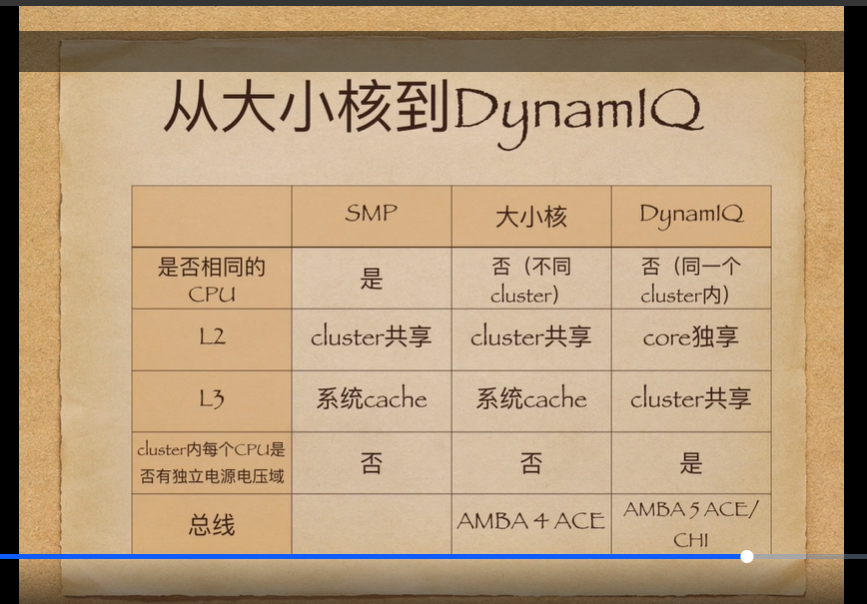 从大小核到DynamIQ
SMP
大小核
DynamIQ
是否相同的
CPU
是
否（不同
cluster）
否（同一个
cluster内）
L2
cluster共享
cluster共享
core独享
L3
系统cache
系统cache
cluster共享
cluster内每个CPU是
否有独立电源电压域
否
否
是
总线
AMBA 4 ACE
AMBA 5 ACE/
CHI